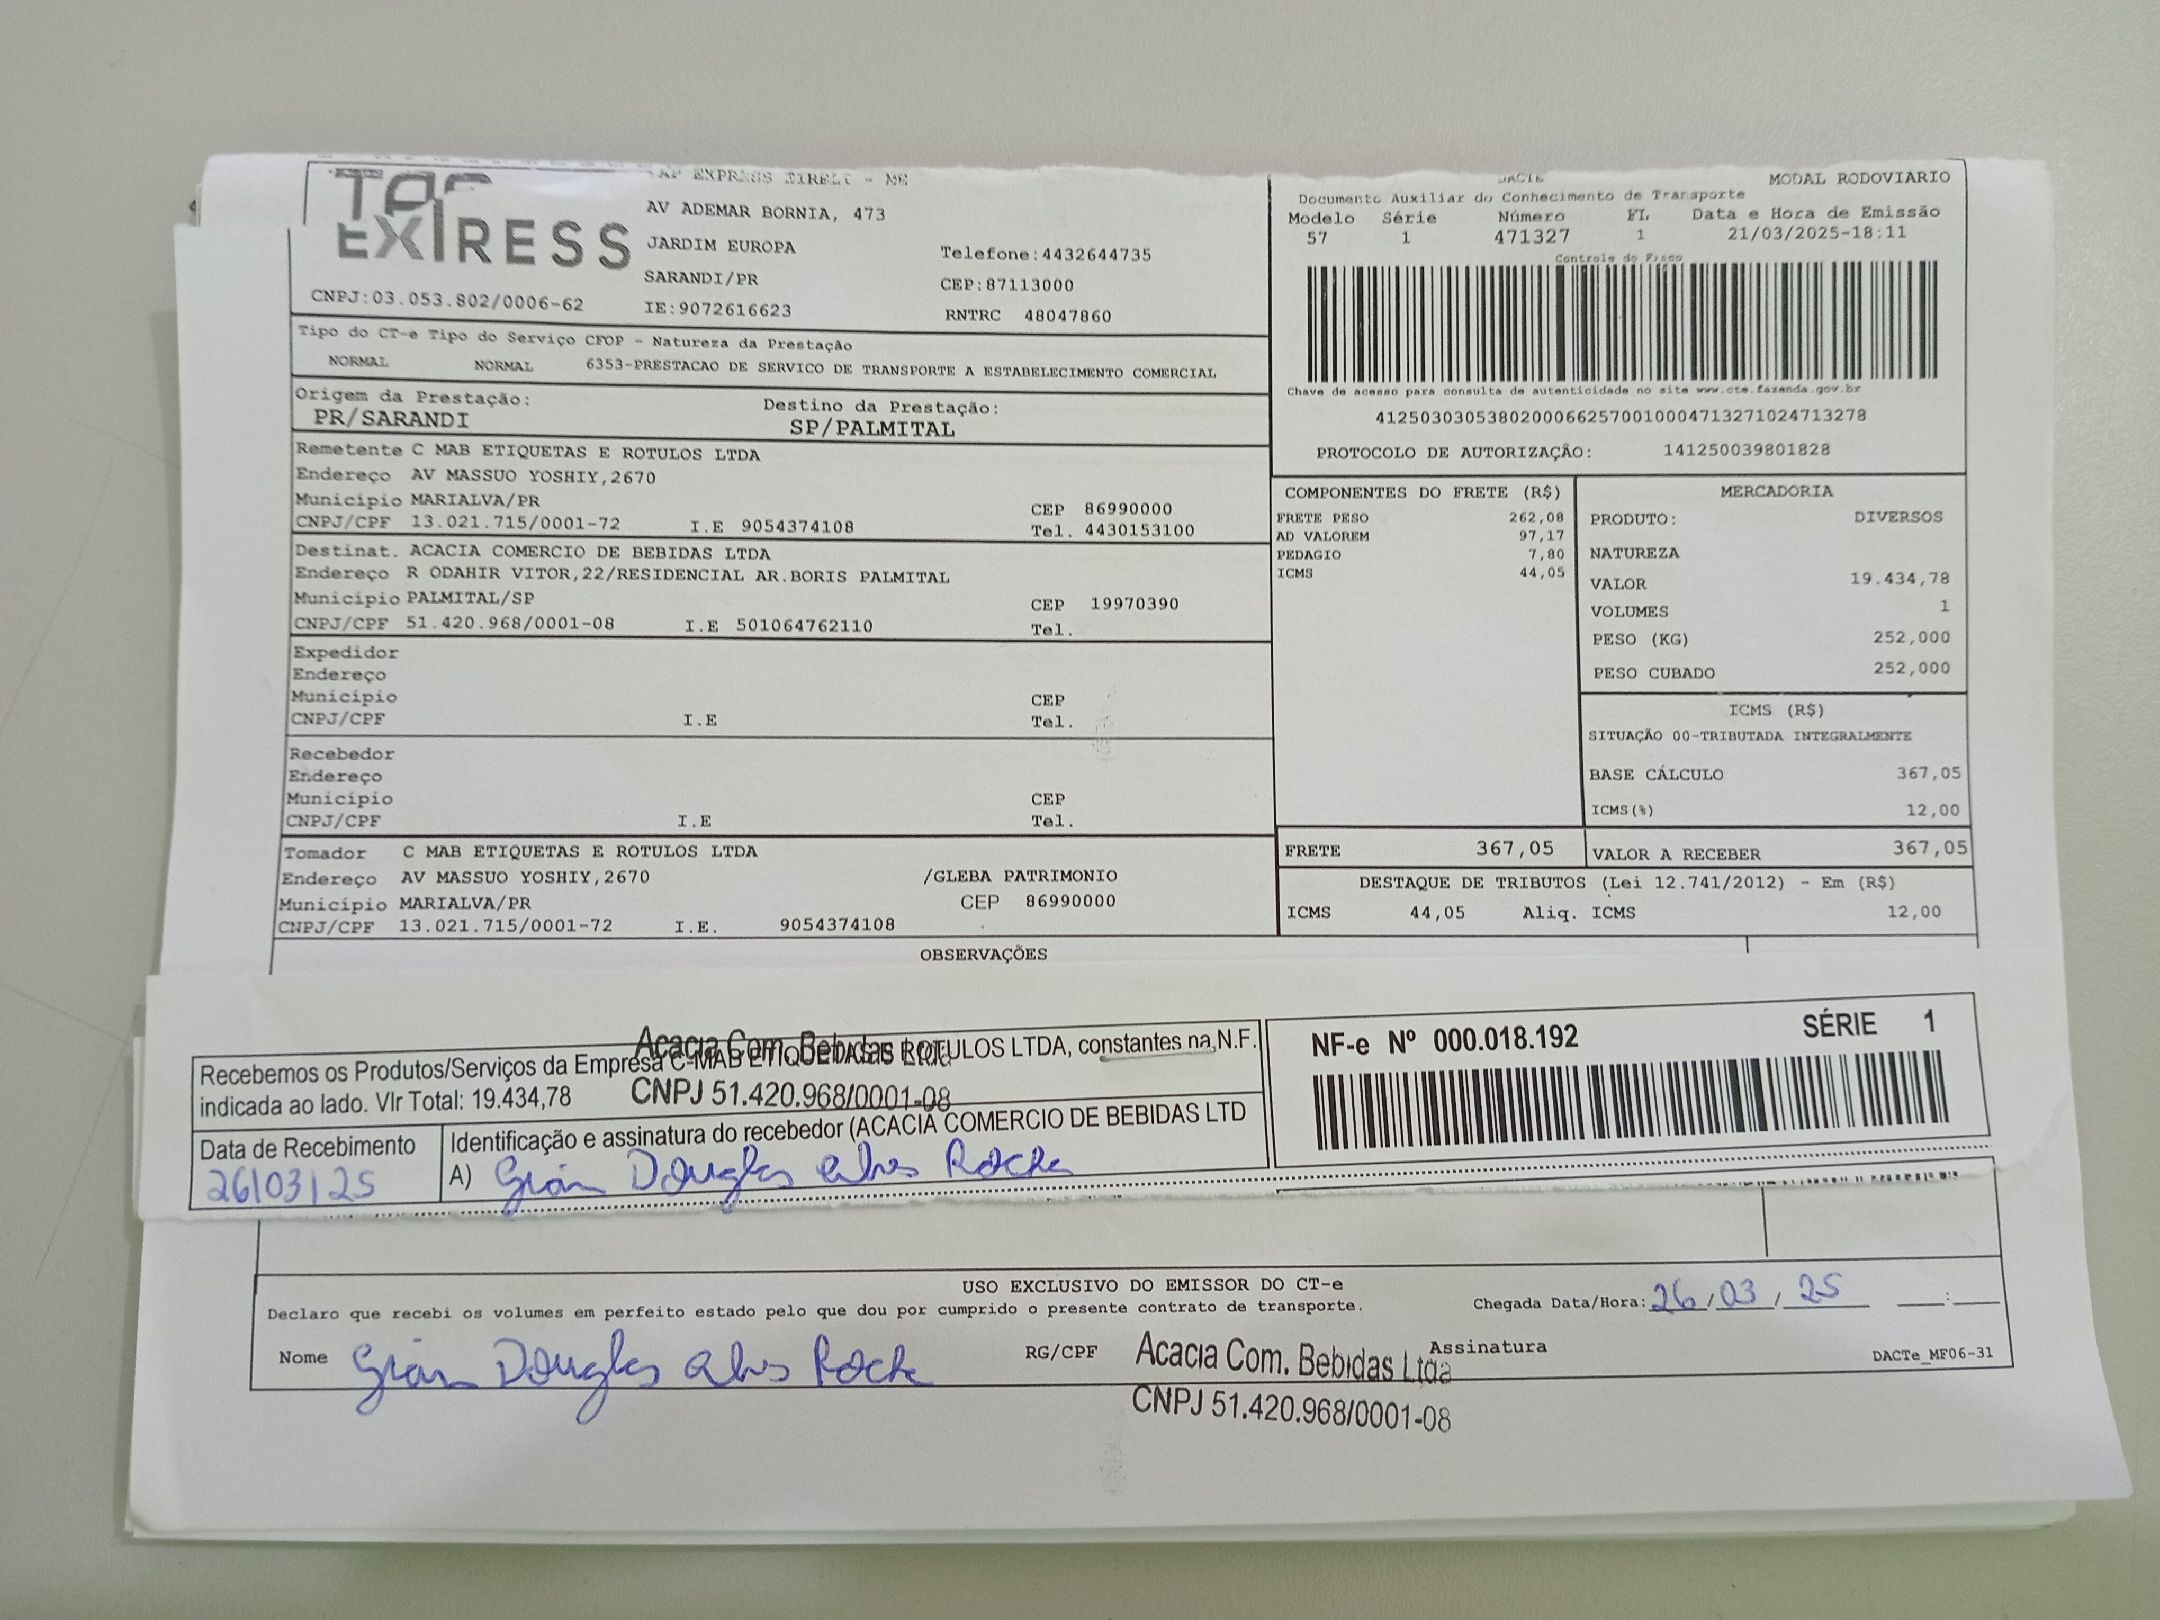 TAF
EXPRESS
TAF EXPRESS DIRECT - ME
AV ADEMAR BORNIA, 473
JARDIM EUROPA
Telefone:4432644735
SARANDI/PR
CEP:87113000
CNPJ:03.053.802/0006-62
IE:9072616623
RNTRC 48047860
DACTE
MODAL RODOVIÁRIO
Documento Auxiliar do Conhecimento de Transporte
Modelo Série Número FL Data e Hora de Emissão
57 1 471327 1 21/03/2025-18:11
Controle do Fisco
Chave de acesso para consulta de autenticidade no site www.cte.fazenda.gov.br
41250303053802000662570010004713271024713278
PROTOCOLO DE AUTORIZAÇÃO: 141250039801828
Tipo do CT-e Tipo do Serviço CFOP - Natureza da Prestação
NORMAL NORMAL 6353-PRESTACAO DE SERVICO DE TRANSPORTE A ESTABELECIMENTO COMERCIAL
Origem da Prestação: Destino da Prestação:
PR/SARANDI SP/PALMITAL
Remetente C MAB ETIQUETAS E ROTULOS LTDA
Endereço AV MASSUO YOSHIY,2670
Município MARIALVA/PR CEP 86990000
CNPJ/CPF 13.021.715/0001-72 I.E 9054374108 Tel. 4430153100
Destinat. ACACIA COMERCIO DE BEBIDAS LTDA
Endereço R ODAHIR VITOR,22/RESIDENCIAL AR.BORIS PALMITAL
Município PALMITAL/SP CEP 19970390
CNPJ/CPF 51.420.968/0001-08 I.E 501064762110 Tel.
Expedidor
Endereço
Município CEP
CNPJ/CPF I.E Tel.
Recebedor
Endereço
Município CEP
CNPJ/CPF I.E Tel.
Tomador C MAB ETIQUETAS E ROTULOS LTDA
Endereço AV MASSUO YOSHIY,2670 /GLEBA PATRIMONIO
Município MARIALVA/PR CEP 86990000
CNPJ/CPF 13.021.715/0001-72 I.E. 9054374108
COMPONENTES DO FRETE (R$)
FRETE PESO 262,08
AD VALOREM 97,17
PEDAGIO 7,80
ICMS 44,05
MERCADORIA
PRODUTO: DIVERSOS
NATUREZA
VALOR 19.434,78
VOLUMES 1
PESO (KG) 252,000
PESO CUBADO 252,000
ICMS (R$)
SITUAÇÃO 00-TRIBUTADA INTEGRALMENTE
BASE CÁLCULO 367,05
ICMS(%) 12,00
FRETE 367,05 VALOR A RECEBER 367,05
DESTAQUE DE TRIBUTOS (Lei 12.741/2012) - Em (R$)
ICMS 44,05 Aliq. ICMS 12,00
OBSERVAÇÕES
Recebemos os Produtos/Serviços da Empresa C-MAB ETIQUETAS E ROTULOS LTDA, constantes na N.F.
indicada ao lado. Vlr Total: 19.434,78
Acacia Com. Bebidas Ltda
CNPJ 51.420.968/0001-08
Data de Recebimento
26/03/25
Identificação e assinatura do recebedor (ACACIA COMERCIO DE BEBIDAS LTD
A) Gian Douglas Alves Rocha
NF-e Nº 000.018.192 SÉRIE 1
USO EXCLUSIVO DO EMISSOR DO CT-e
Declaro que recebi os volumes em perfeito estado pelo que dou por cumprido o presente contrato de transporte.
Chegada Data/Hora: 26/03/25 __:__
Nome Gian Douglas Alves Rocha RG/CPF Assinatura
Acacia Com. Bebidas Ltda
CNPJ 51.420.968/0001-08
DACTe_MF06-31